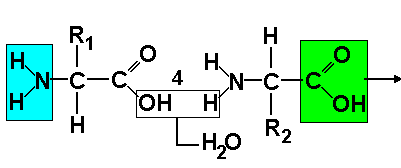 R1 H
H O 4 H O
N C C N C C
H OH H OH
H R2
H2O